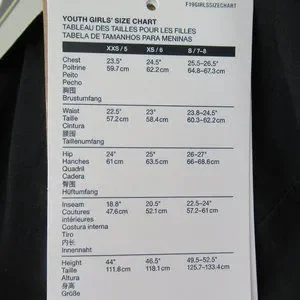 F19GIRLSSIZECHART
YOUTH GIRLS' SIZE CHART
TABLEAU DES TAILLES POUR LES FILLES
TABELA DE TAMANHOS PARA MENINAS
XXS / 5 XS / 6 S / 7-8
Chest 23.5" 24.5" 25.5-26.5"
Poitrine 59.7cm 62.2cm 64.8-67.3cm
Peito
Pecho
胸围
Brustumfang
Waist 22.5" 23" 23.8-24.5"
Taille 57.2cm 58.4cm 60.3-62.2cm
Cintura
腰围
Taillenumfang
Hip 24" 25" 26-27"
Hanches 61cm 63.5cm 66-68.6cm
Quadril
Cadera
臀围
Hüftumfang
Inseam 18.8" 20.5" 22.5-24"
Coutures 47.6cm 52.1cm 57.2-61cm
intérieures
Costura interna
Tiro
内长
Innennaht
Height 44" 46.5" 49.5-52.5"
Taille 111.8cm 118.1cm 125.7-133.4cm
Altura
身高
Größe